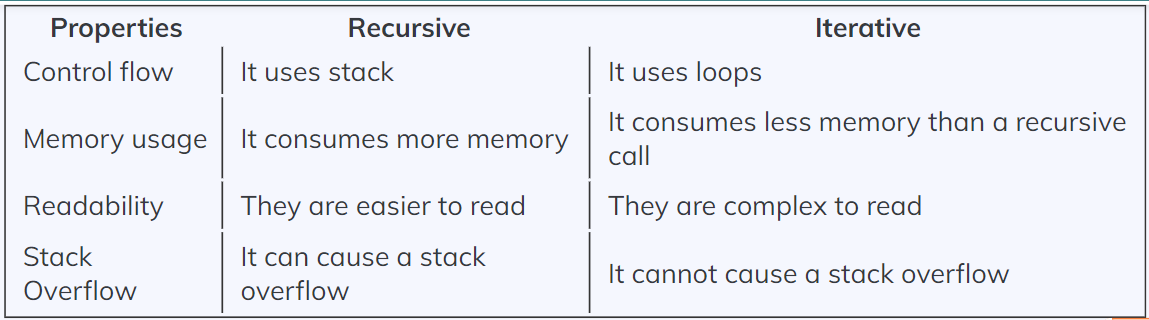 Properties Recursive Iterative
Control flow It uses stack It uses loops
Memory usage It consumes more memory It consumes less memory than a recursive
call
Readability They are easier to read They are complex to read
Stack
Overflow It can cause a stack
overflow It cannot cause a stack overflow